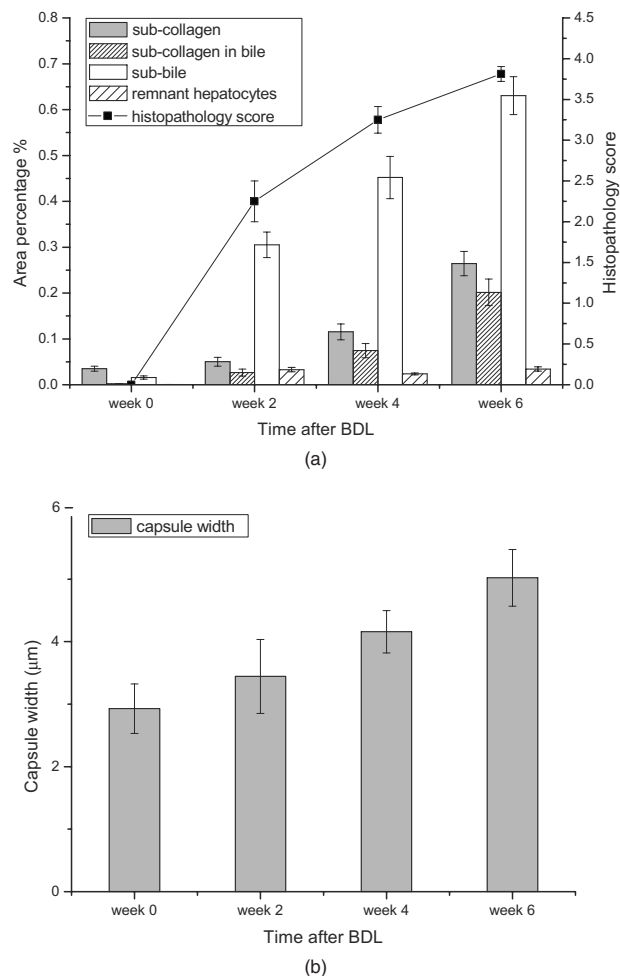 0.8
0.7
0.6
0.5
0.4
0.3
0.2
0.1
0.0
Area percentage %
sub-collagen
sub-collagen in bile
sub-bile
remnant hepatocytes
histopathology score
4.5
4.0
3.5
3.0
2.5
2.0
1.5
1.0
0.5
0.0
Histopathology score
week 0 week 2 week 4 week 6
Time after BDL
(a)
6
4
2
0
Capsule width (μm)
capsule width
week 0 week 2 week 4 week 6
Time after BDL
(b)